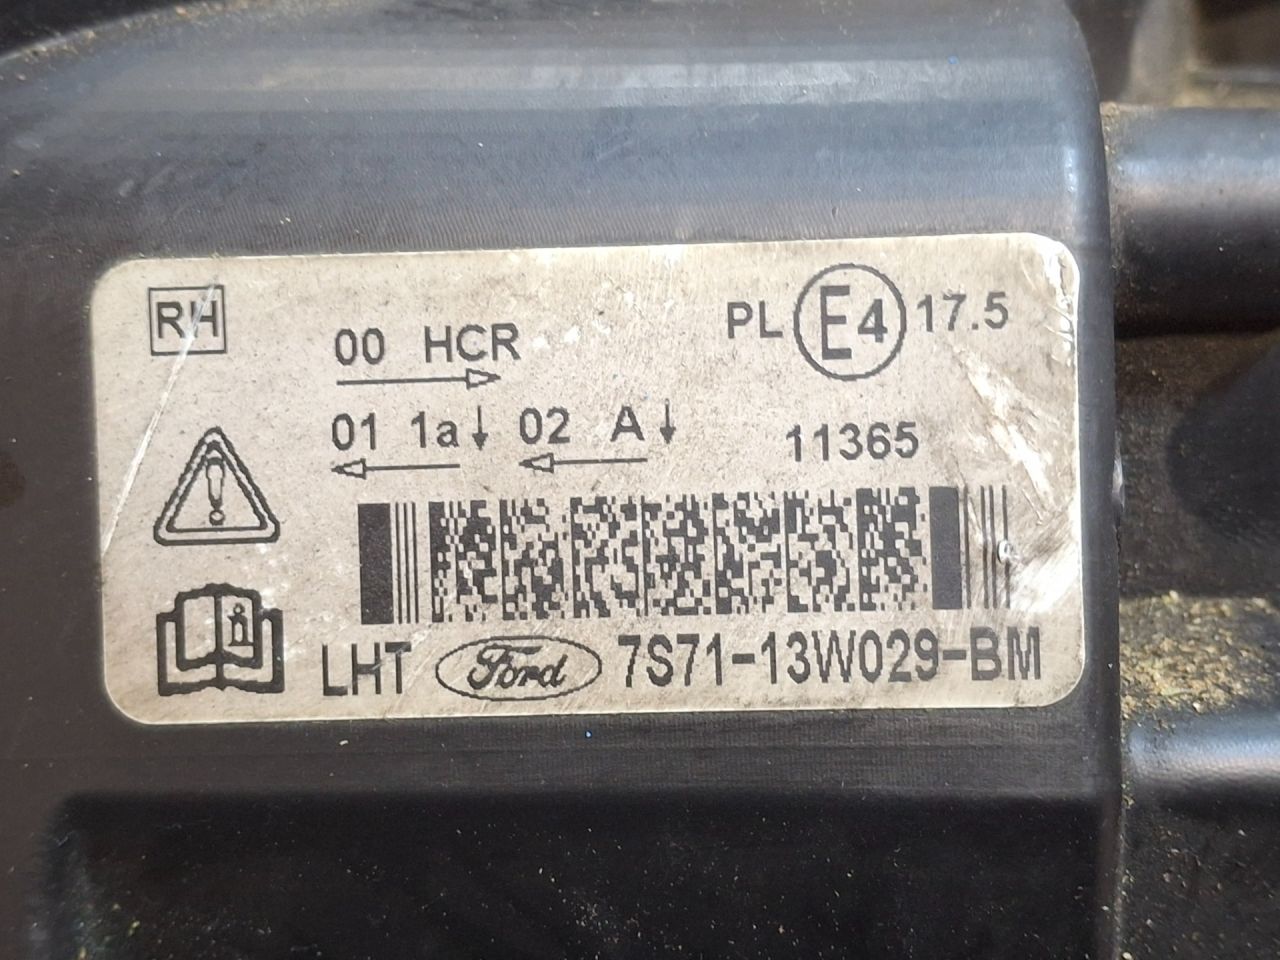 RH
00 HCR
PL E4 17.5
01 1a↓ 02 A↓
11365
LHT Ford 7S71-13W029-BM